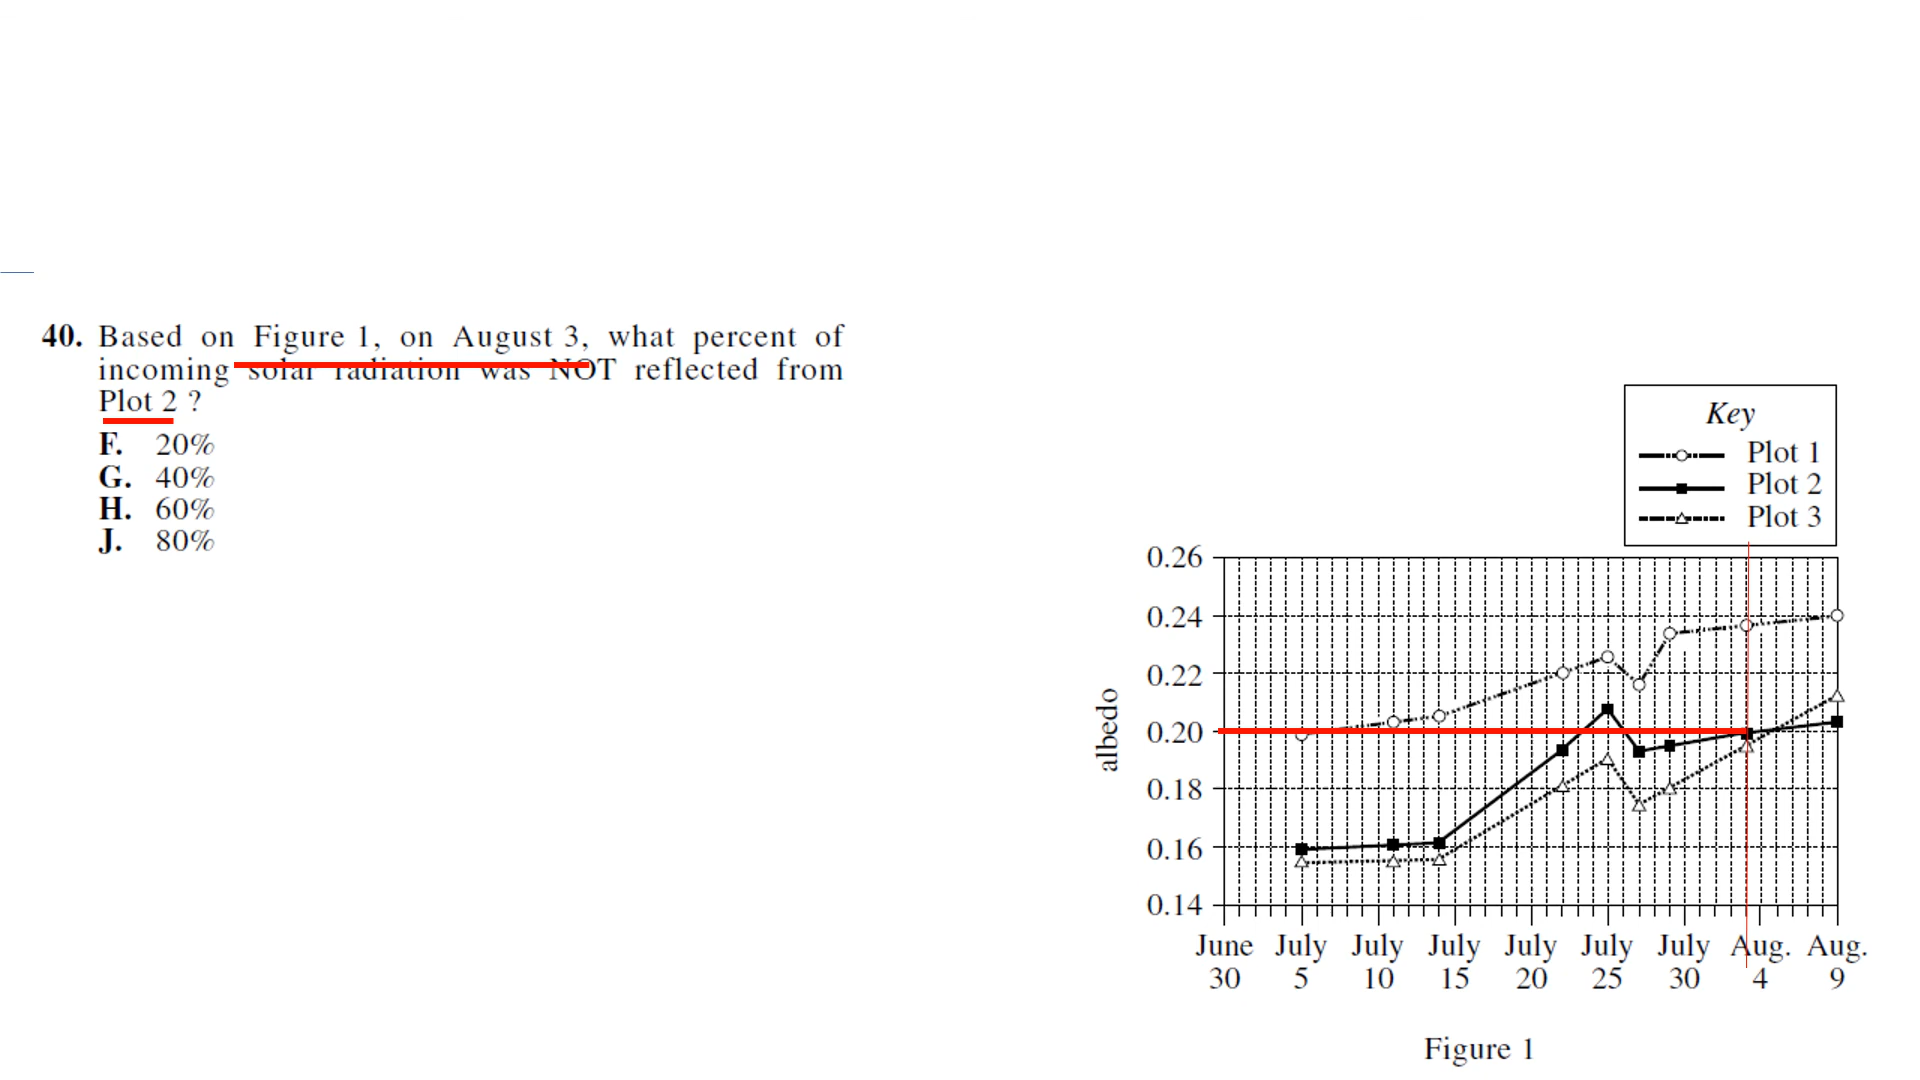 40. Based on Figure 1, on August 3, what percent of
incoming solar radiation was NOT reflected from
Plot 2 ?
F. 20%
G. 40%
H. 60%
J. 80%
Key
Plot 1
Plot 2
Plot 3
albedo
0.26
0.24
0.22
0.20
0.18
0.16
0.14
June July July July July July July Aug. Aug.
30 5 10 15 20 25 30 4 9
Figure 1